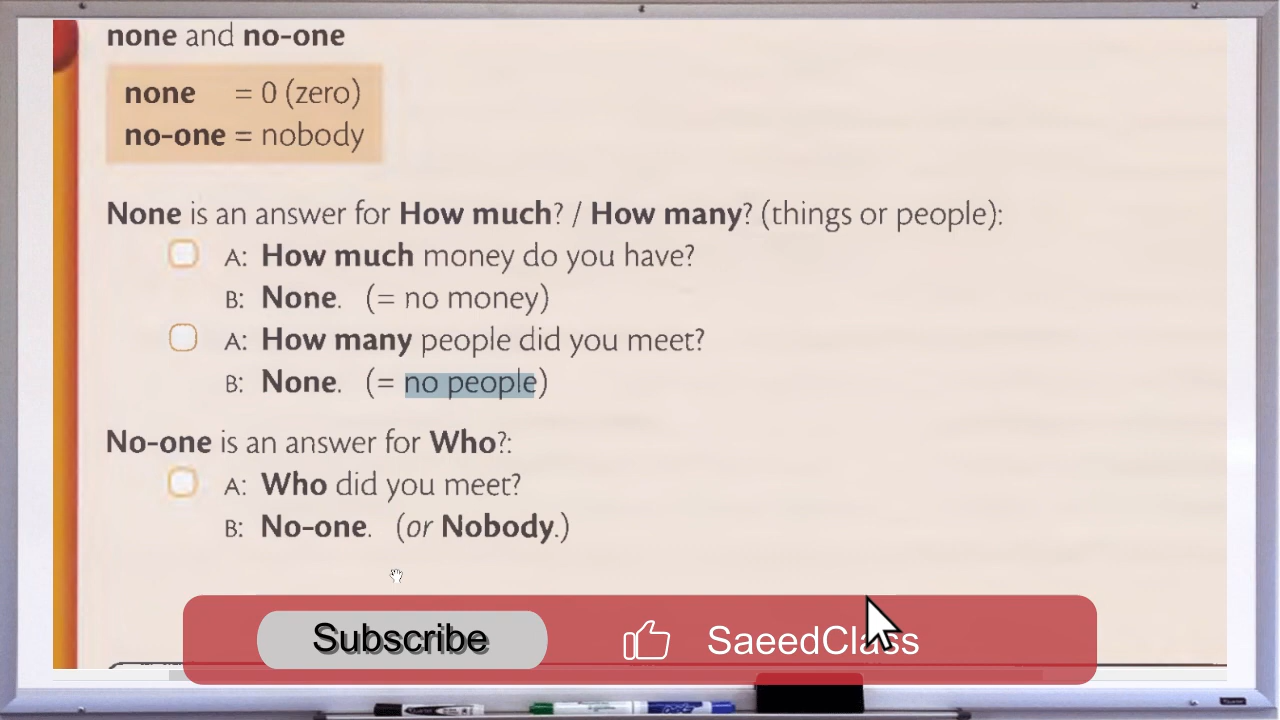 none and no-one
none = 0 (zero)
no-one = nobody
None is an answer for How much? / How many? (things or people):
A: How much money do you have?
B: None. (= no money)
A: How many people did you meet?
B: None. (= no people)
No-one is an answer for Who?:
A: Who did you meet?
B: No-one. (or Nobody.)
Subscribe SaeedClass